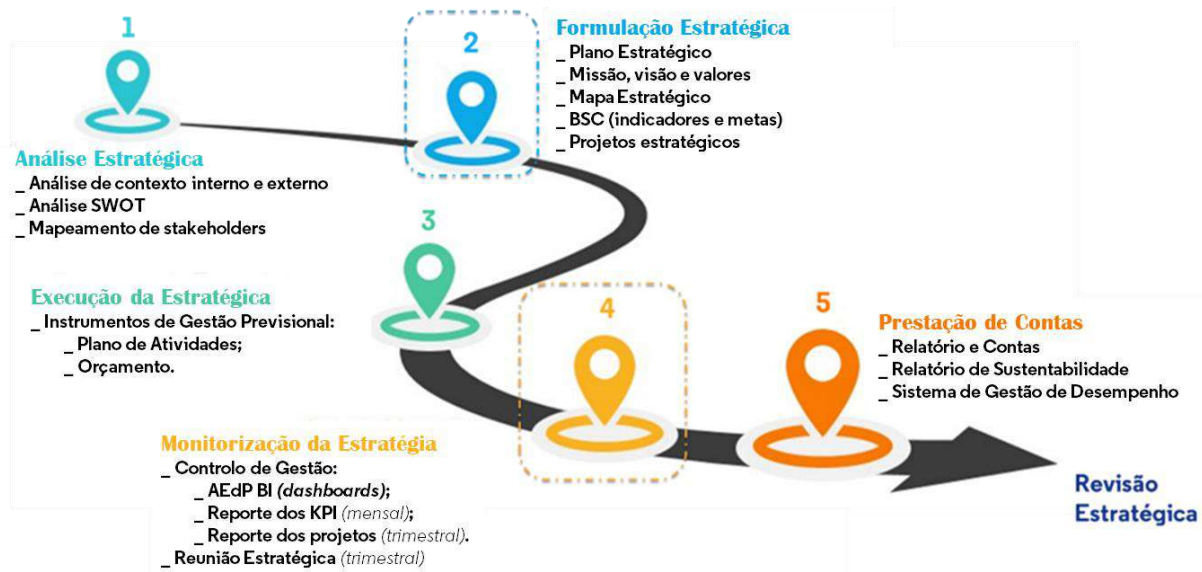 1
Análise Estratégica
_ Análise de contexto interno e externo
_ Análise SWOT
_ Mapeamento de stakeholders
2
Formulação Estratégica
_ Plano Estratégico
_ Missão, visão e valores
_ Mapa Estratégico
_ BSC (indicadores e metas)
_ Projetos estratégicos
3
Execução da Estratégica
_ Instrumentos de Gestão Previsional:
_ Plano de Atividades;
_ Orçamento.
4
Monitorização da Estratégia
_ Controlo de Gestão:
_ AEdP BI (dashboards);
_ Reporte dos KPI (mensal);
_ Reporte dos projetos (trimestral).
_ Reunião Estratégica (trimestral)
5
Prestação de Contas
_ Relatório e Contas
_ Relatório de Sustentabilidade
_ Sistema de Gestão de Desempenho
Revisão
Estratégica